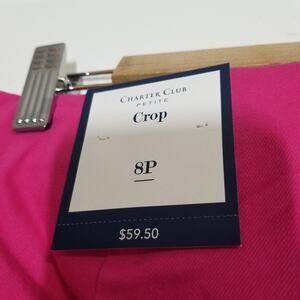 CHARTER CLUB
PETITE
Crop
8P
$59.50